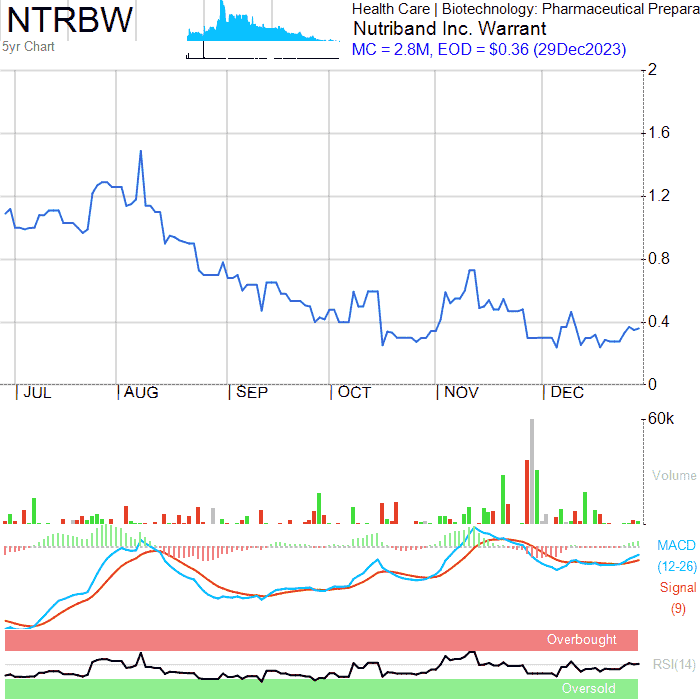 NTRBW
5yr Chart
Health Care | Biotechnology: Pharmaceutical Prepara
Nutriband Inc. Warrant
MC = 2.8M, EOD = $0.36 (29Dec2023)
2
1.6
1.2
0.8
0.4
0
JUL AUG SEP OCT NOV DEC
60k
Volume
MACD
(12-26)
Signal
(9)
Overbought
RSI(14)
Oversold